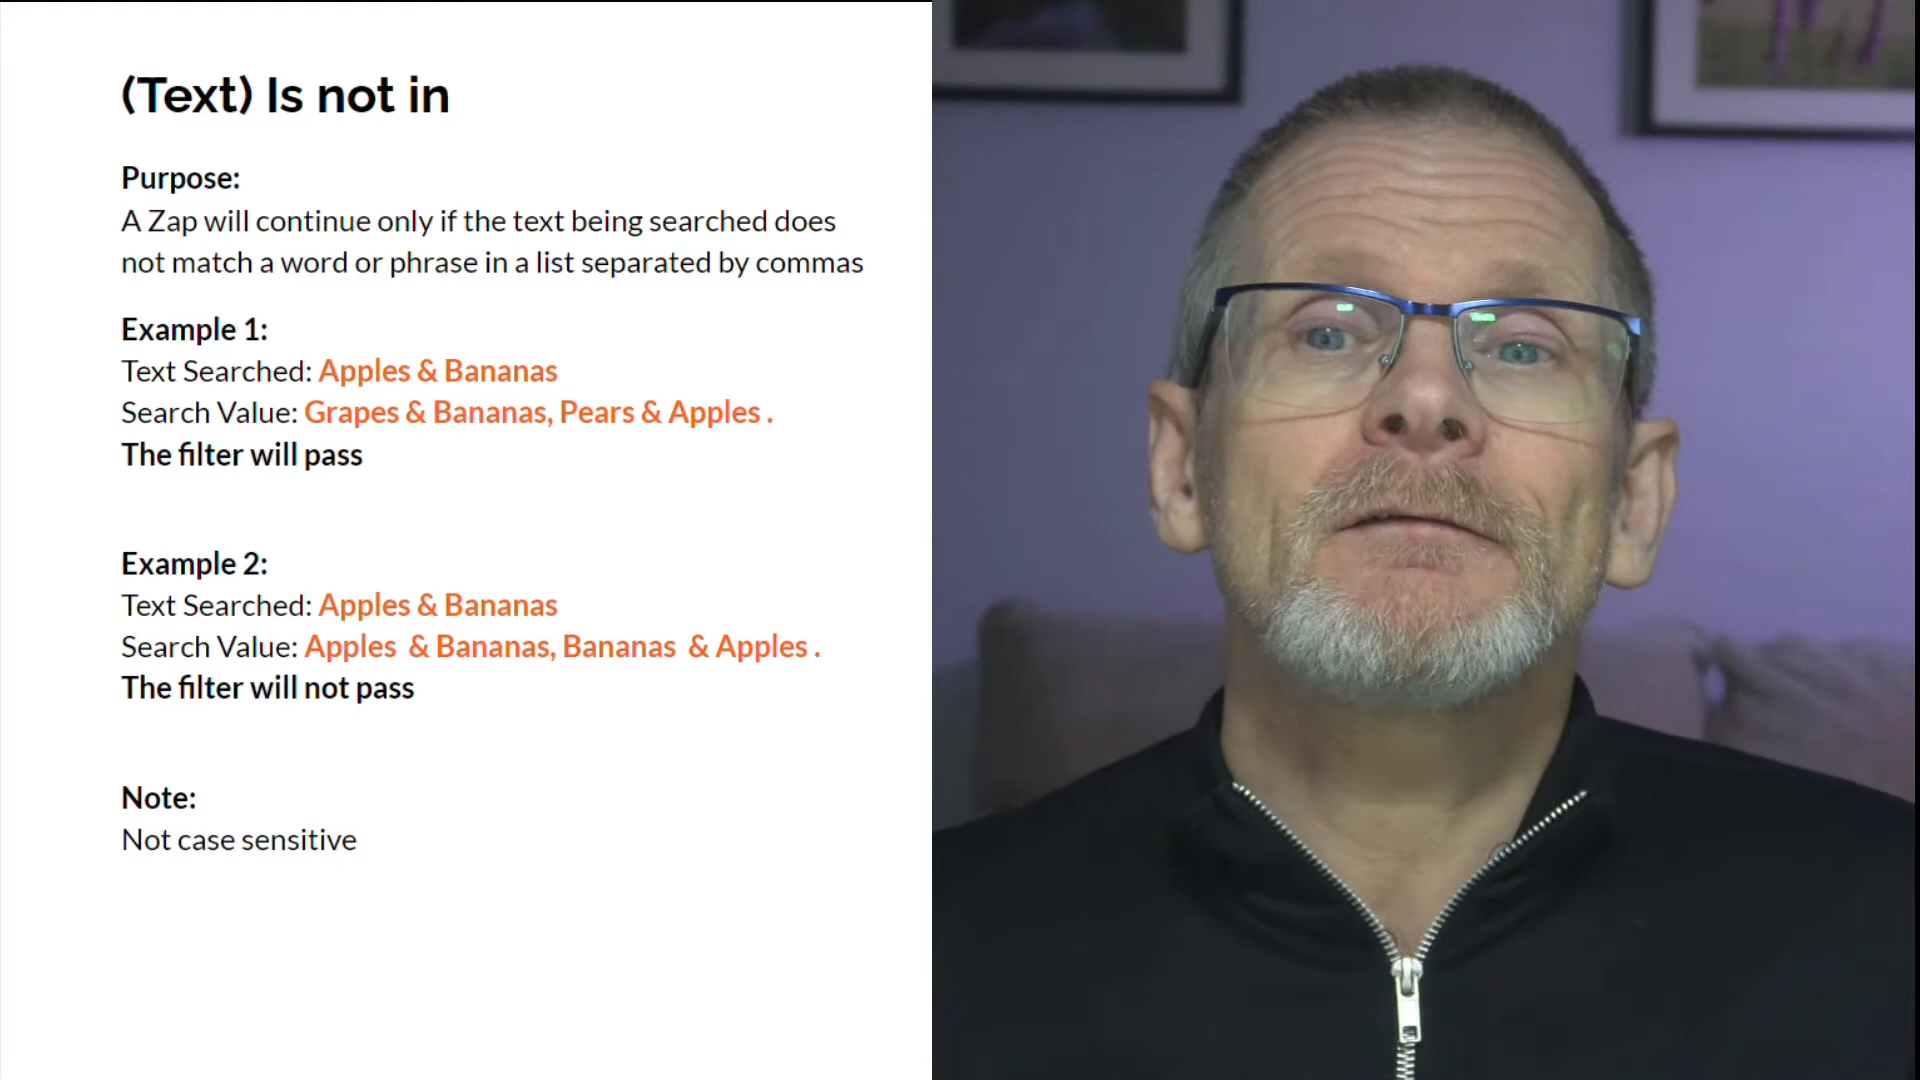 (Text) Is not in
Purpose:
A Zap will continue only if the text being searched does
not match a word or phrase in a list separated by commas
Example 1:
Text Searched: Apples & Bananas
Search Value: Grapes & Bananas, Pears & Apples .
The filter will pass
Example 2:
Text Searched: Apples & Bananas
Search Value: Apples  & Bananas, Bananas  & Apples .
The filter will not pass
Note:
Not case sensitive